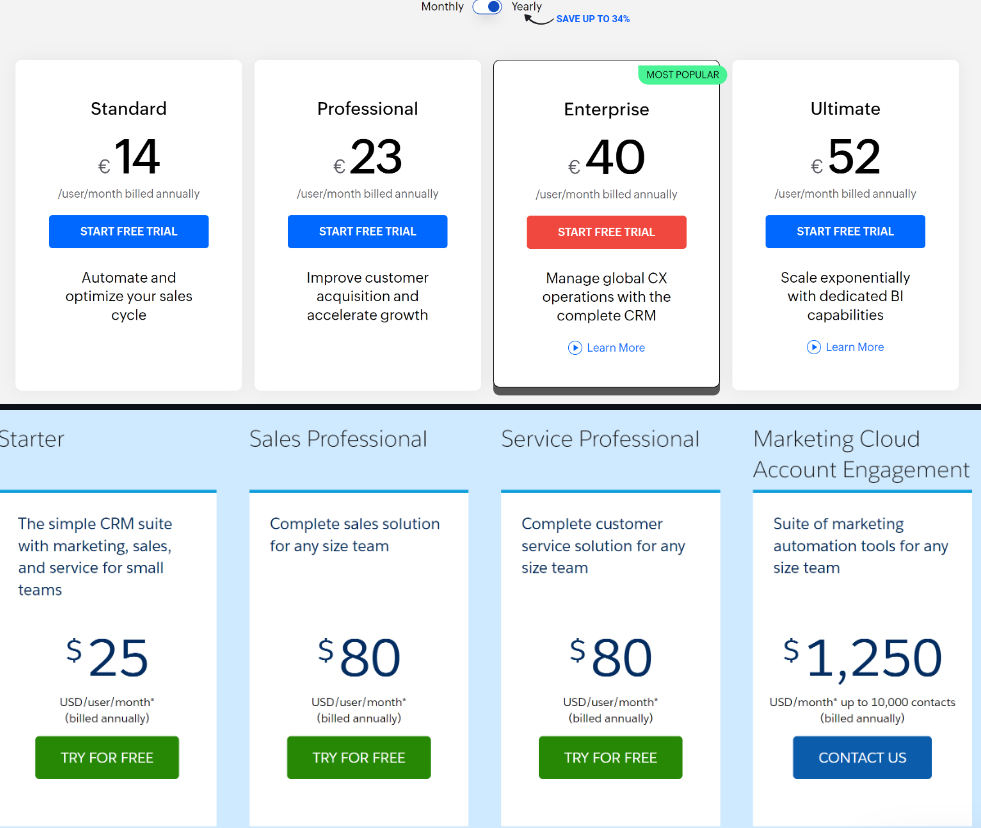 Monthly Yearly
SAVE UP TO 34%
MOST POPULAR
Standard
€14
/user/month billed annually
START FREE TRIAL
Automate and
optimize your sales
cycle
Professional
€23
/user/month billed annually
START FREE TRIAL
Improve customer
acquisition and
accelerate growth
Enterprise
€40
/user/month billed annually
START FREE TRIAL
Manage global CX
operations with the
complete CRM
Learn More
Ultimate
€52
/user/month billed annually
START FREE TRIAL
Scale exponentially
with dedicated BI
capabilities
Learn More
Starter
The simple CRM suite
with marketing, sales,
and service for small
teams
$25
USD/user/month*
(billed annually)
TRY FOR FREE
Sales Professional
Complete sales solution
for any size team
$80
USD/user/month*
(billed annually)
TRY FOR FREE
Service Professional
Complete customer
service solution for any
size team
$80
USD/user/month*
(billed annually)
TRY FOR FREE
Marketing Cloud
Account Engagement
Suite of marketing
automation tools for any
size team
$1,250
USD/month* up to 10,000 contacts
(billed annually)
CONTACT US